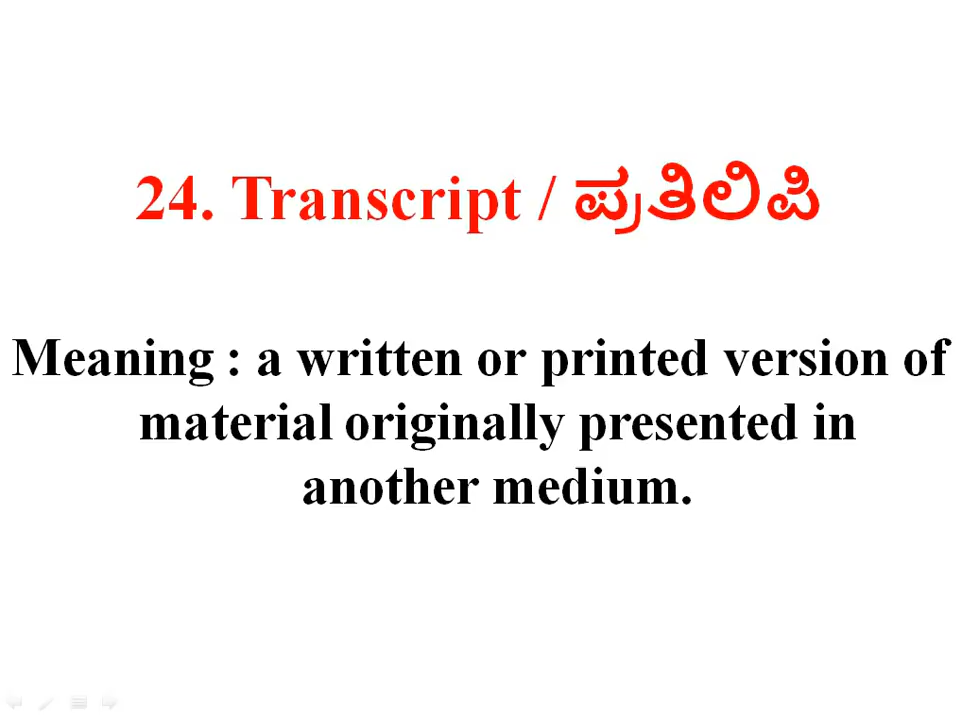 24. Transcript / ಪ್ರತಿಲಿಪಿ
Meaning : a written or printed version of
material originally presented in
another medium.